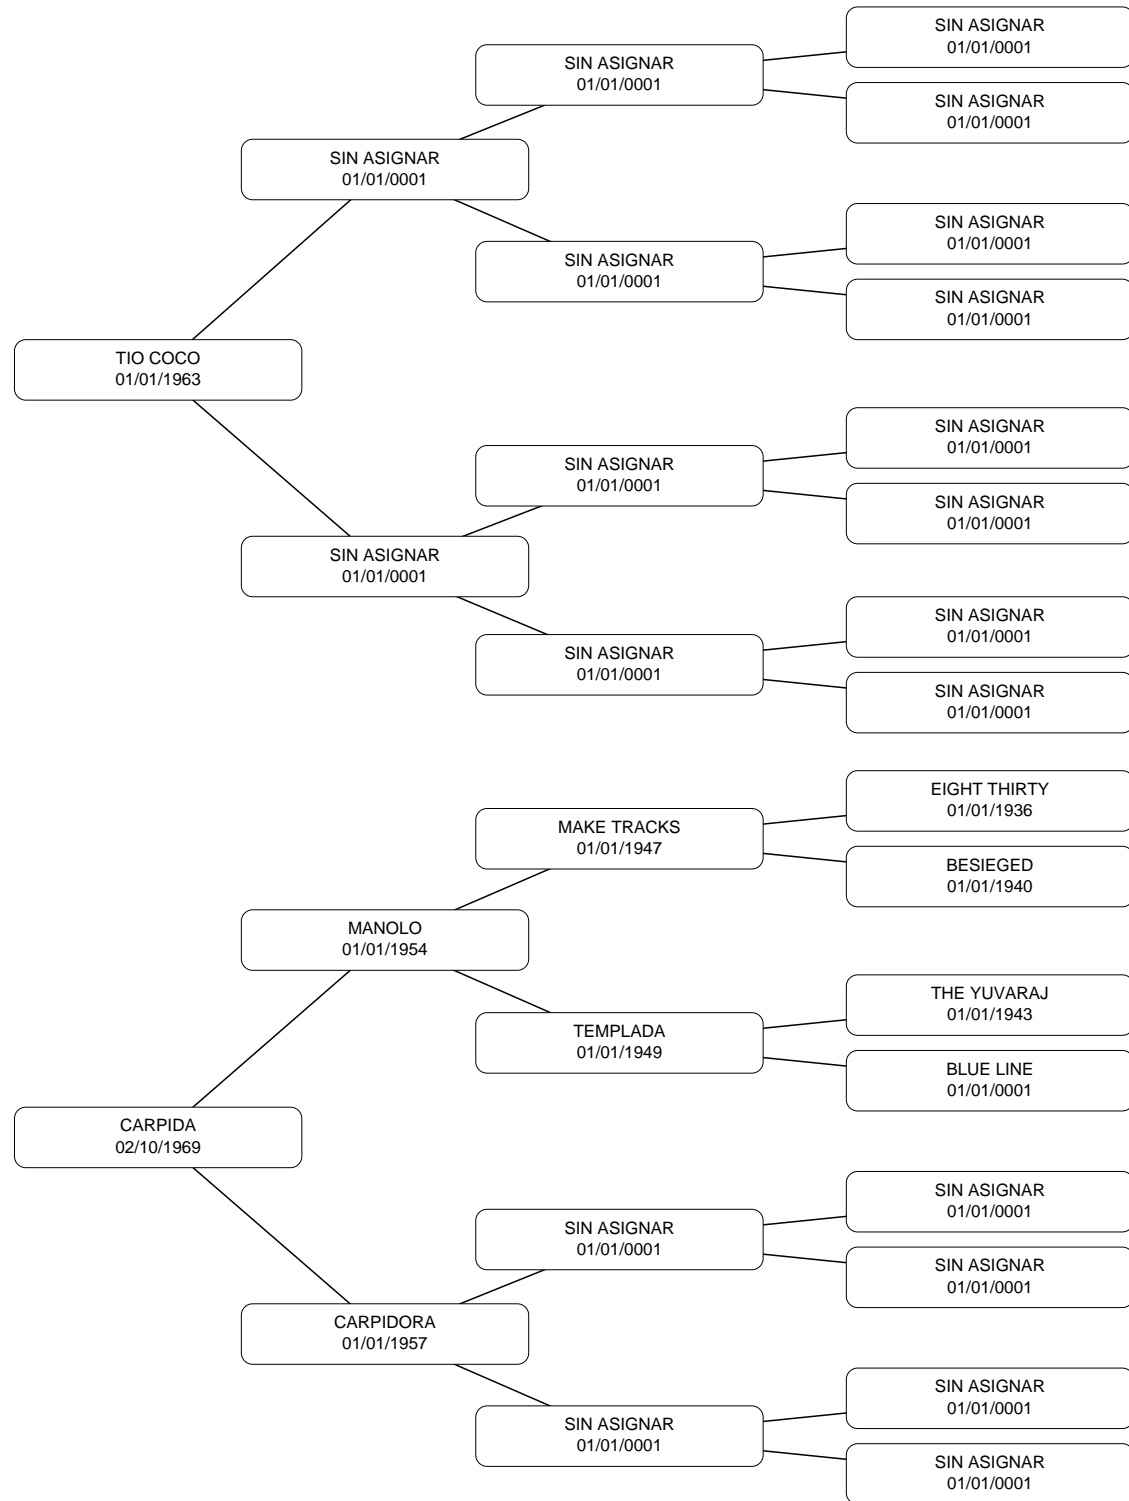 SIN ASIGNAR
01/01/0001
SIN ASIGNAR
01/01/0001
SIN ASIGNAR
01/01/0001
SIN ASIGNAR
01/01/0001
SIN ASIGNAR
01/01/0001
SIN ASIGNAR
01/01/0001
SIN ASIGNAR
01/01/0001
TIO COCO
01/01/1963
SIN ASIGNAR
01/01/0001
SIN ASIGNAR
01/01/0001
SIN ASIGNAR
01/01/0001
SIN ASIGNAR
01/01/0001
SIN ASIGNAR
01/01/0001
SIN ASIGNAR
01/01/0001
SIN ASIGNAR
01/01/0001
EIGHT THIRTY
01/01/1936
MAKE TRACKS
01/01/1947
BESIEGED
01/01/1940
MANOLO
01/01/1954
THE YUVARAJ
01/01/1943
TEMPLADA
01/01/1949
BLUE LINE
01/01/0001
CARPIDA
02/10/1969
SIN ASIGNAR
01/01/0001
SIN ASIGNAR
01/01/0001
SIN ASIGNAR
01/01/0001
CARPIDORA
01/01/1957
SIN ASIGNAR
01/01/0001
SIN ASIGNAR
01/01/0001
SIN ASIGNAR
01/01/0001